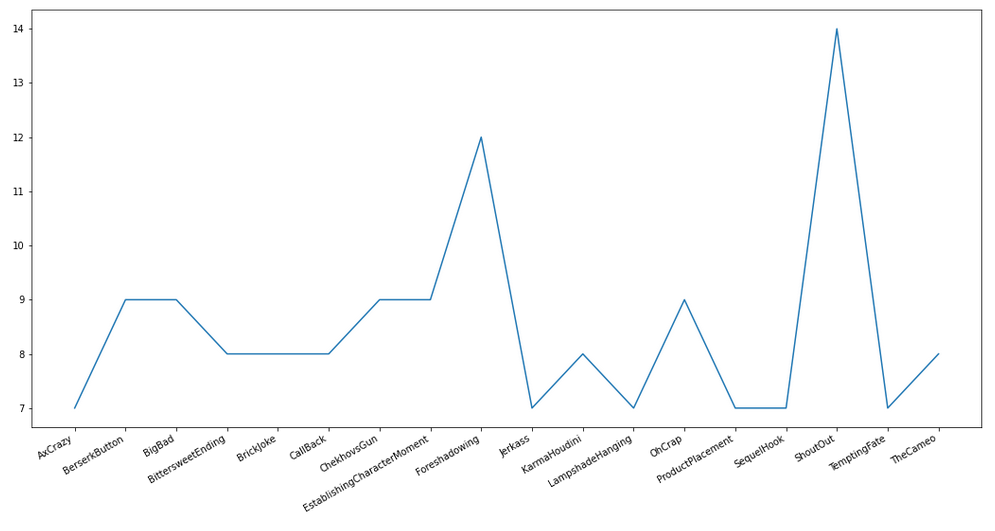 14
13
12
11
10
9
8
7
AxCrazy
BerserkButton
BigBad
BittersweetEnding
BrickJoke
CallBack
ChekhovsGun
EstablishingCharacterMoment
Foreshadowing
Jerkass
KarmaHoudini
LampshadeHanging
OhCrap
ProductPlacement
SequelHook
ShoutOut
TemptingFate
TheCameo